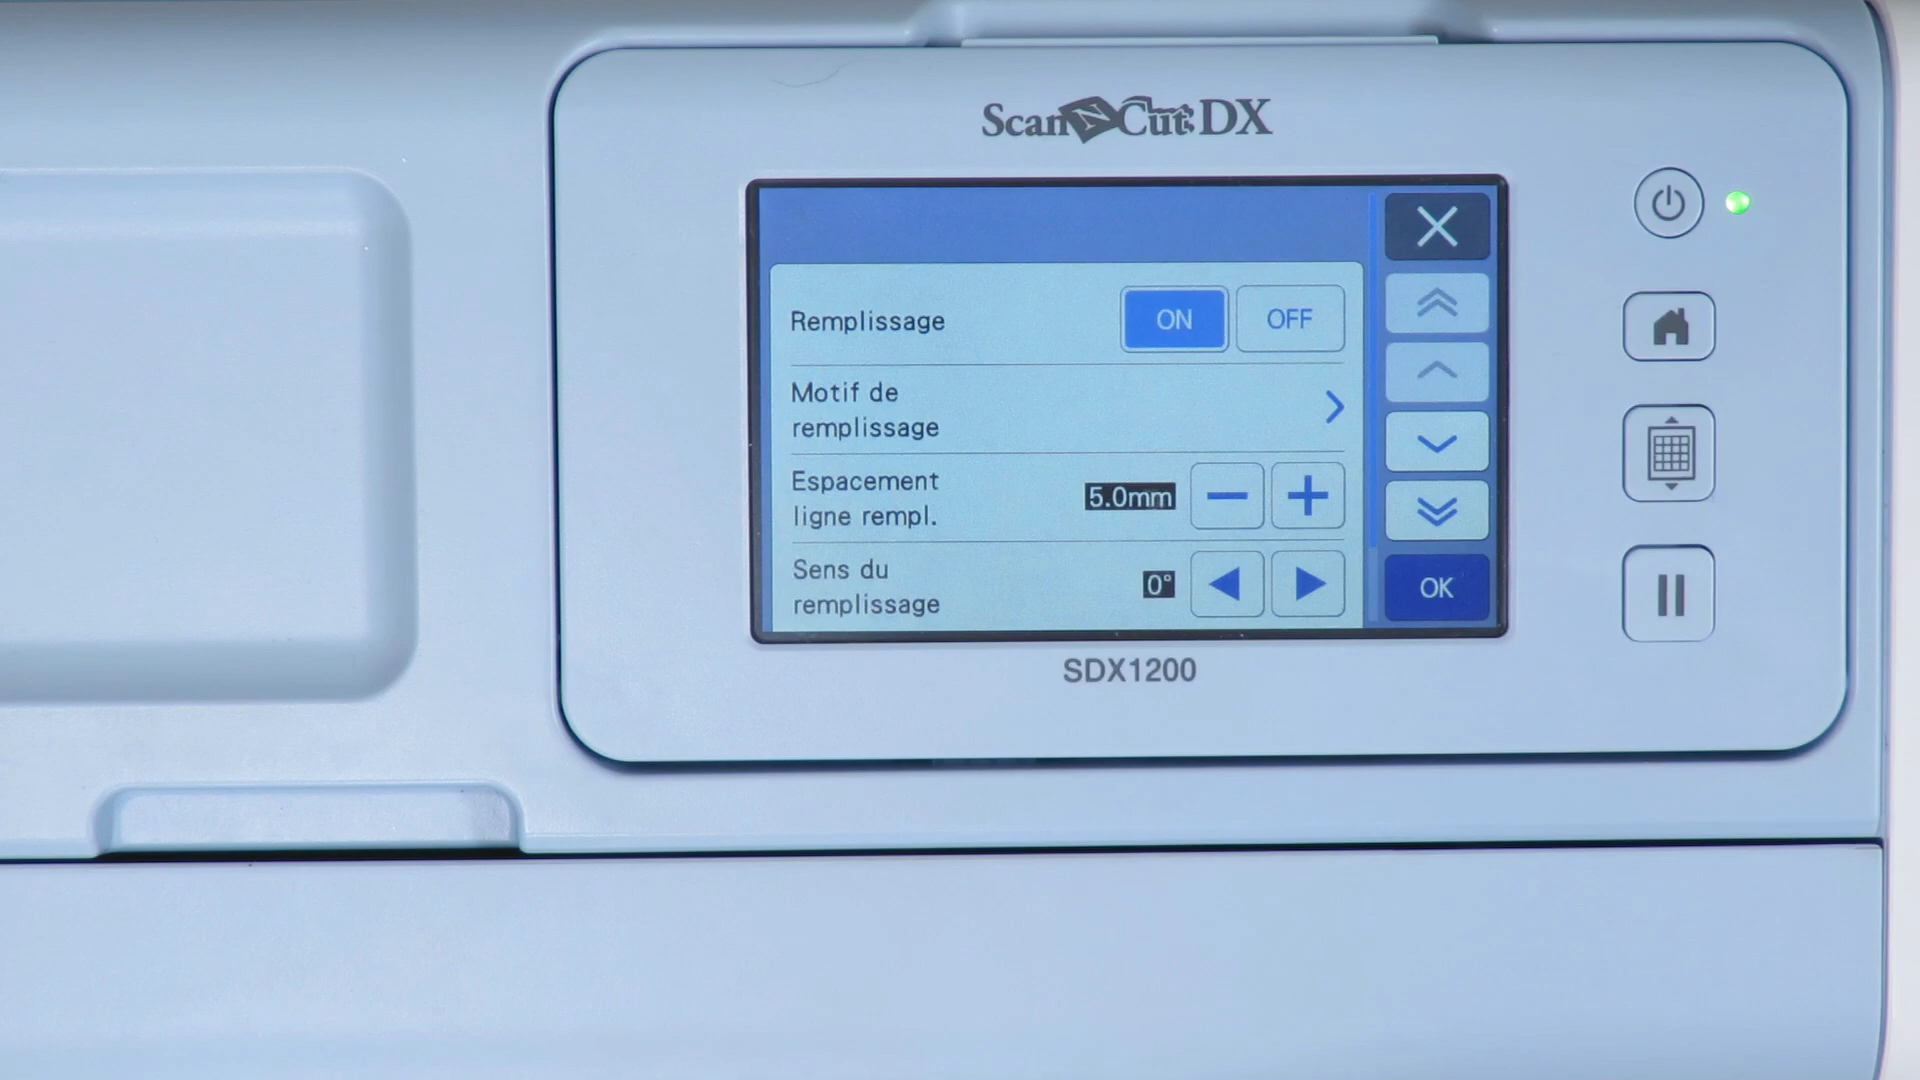 ScanNCut DX
Remplissage ON OFF
Motif de
remplissage
Espacement
ligne rempl.
5.0mm
Sens du
remplissage
0°
OK
SDX1200